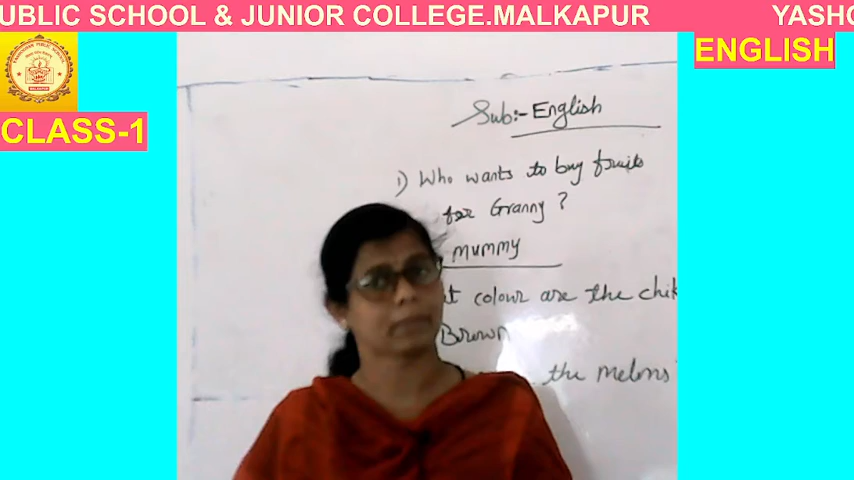 UBLIC SCHOOL & JUNIOR COLLEGE.MALKAPUR YASHO
ENGLISH
CLASS-1
Sub:- English
1) Who wants to buy fruits
for Granny ?
mummy
t colour are the chik
Brown
the melons